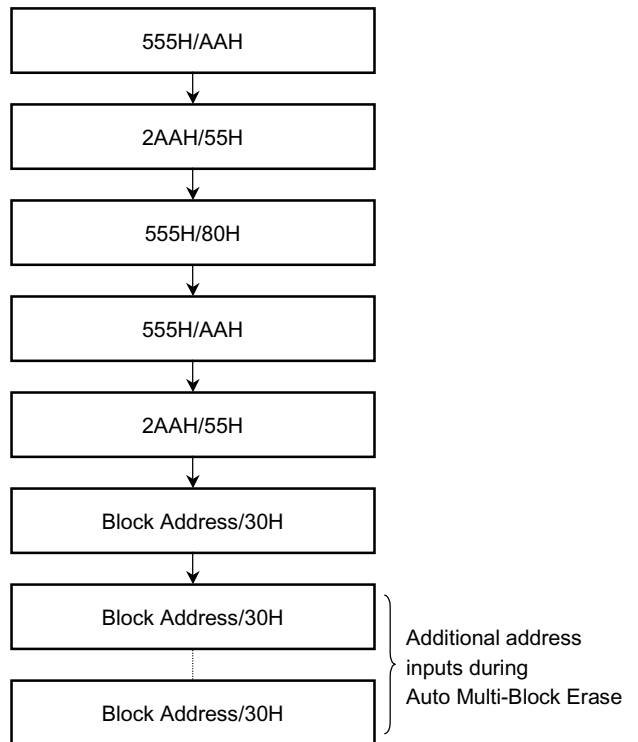 555H/AAH
2AAH/55H
555H/80H
555H/AAH
2AAH/55H
Block Address/30H
Block Address/30H
Additional address
inputs during
Auto Multi-Block Erase
Block Address/30H